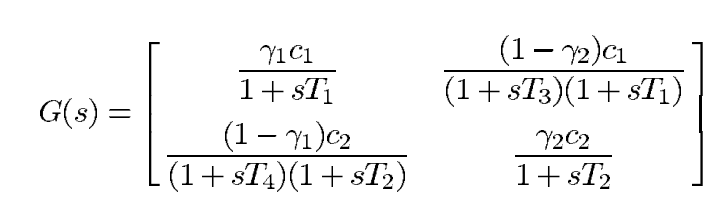 G(s) = [ γ₁c₁ / (1 + sT₁)    (1 − γ₂)c₁ / ((1 + sT₃)(1 + sT₁))
(1 − γ₁)c₂ / ((1 + sT₄)(1 + sT₂))    γ₂c₂ / (1 + sT₂) ]